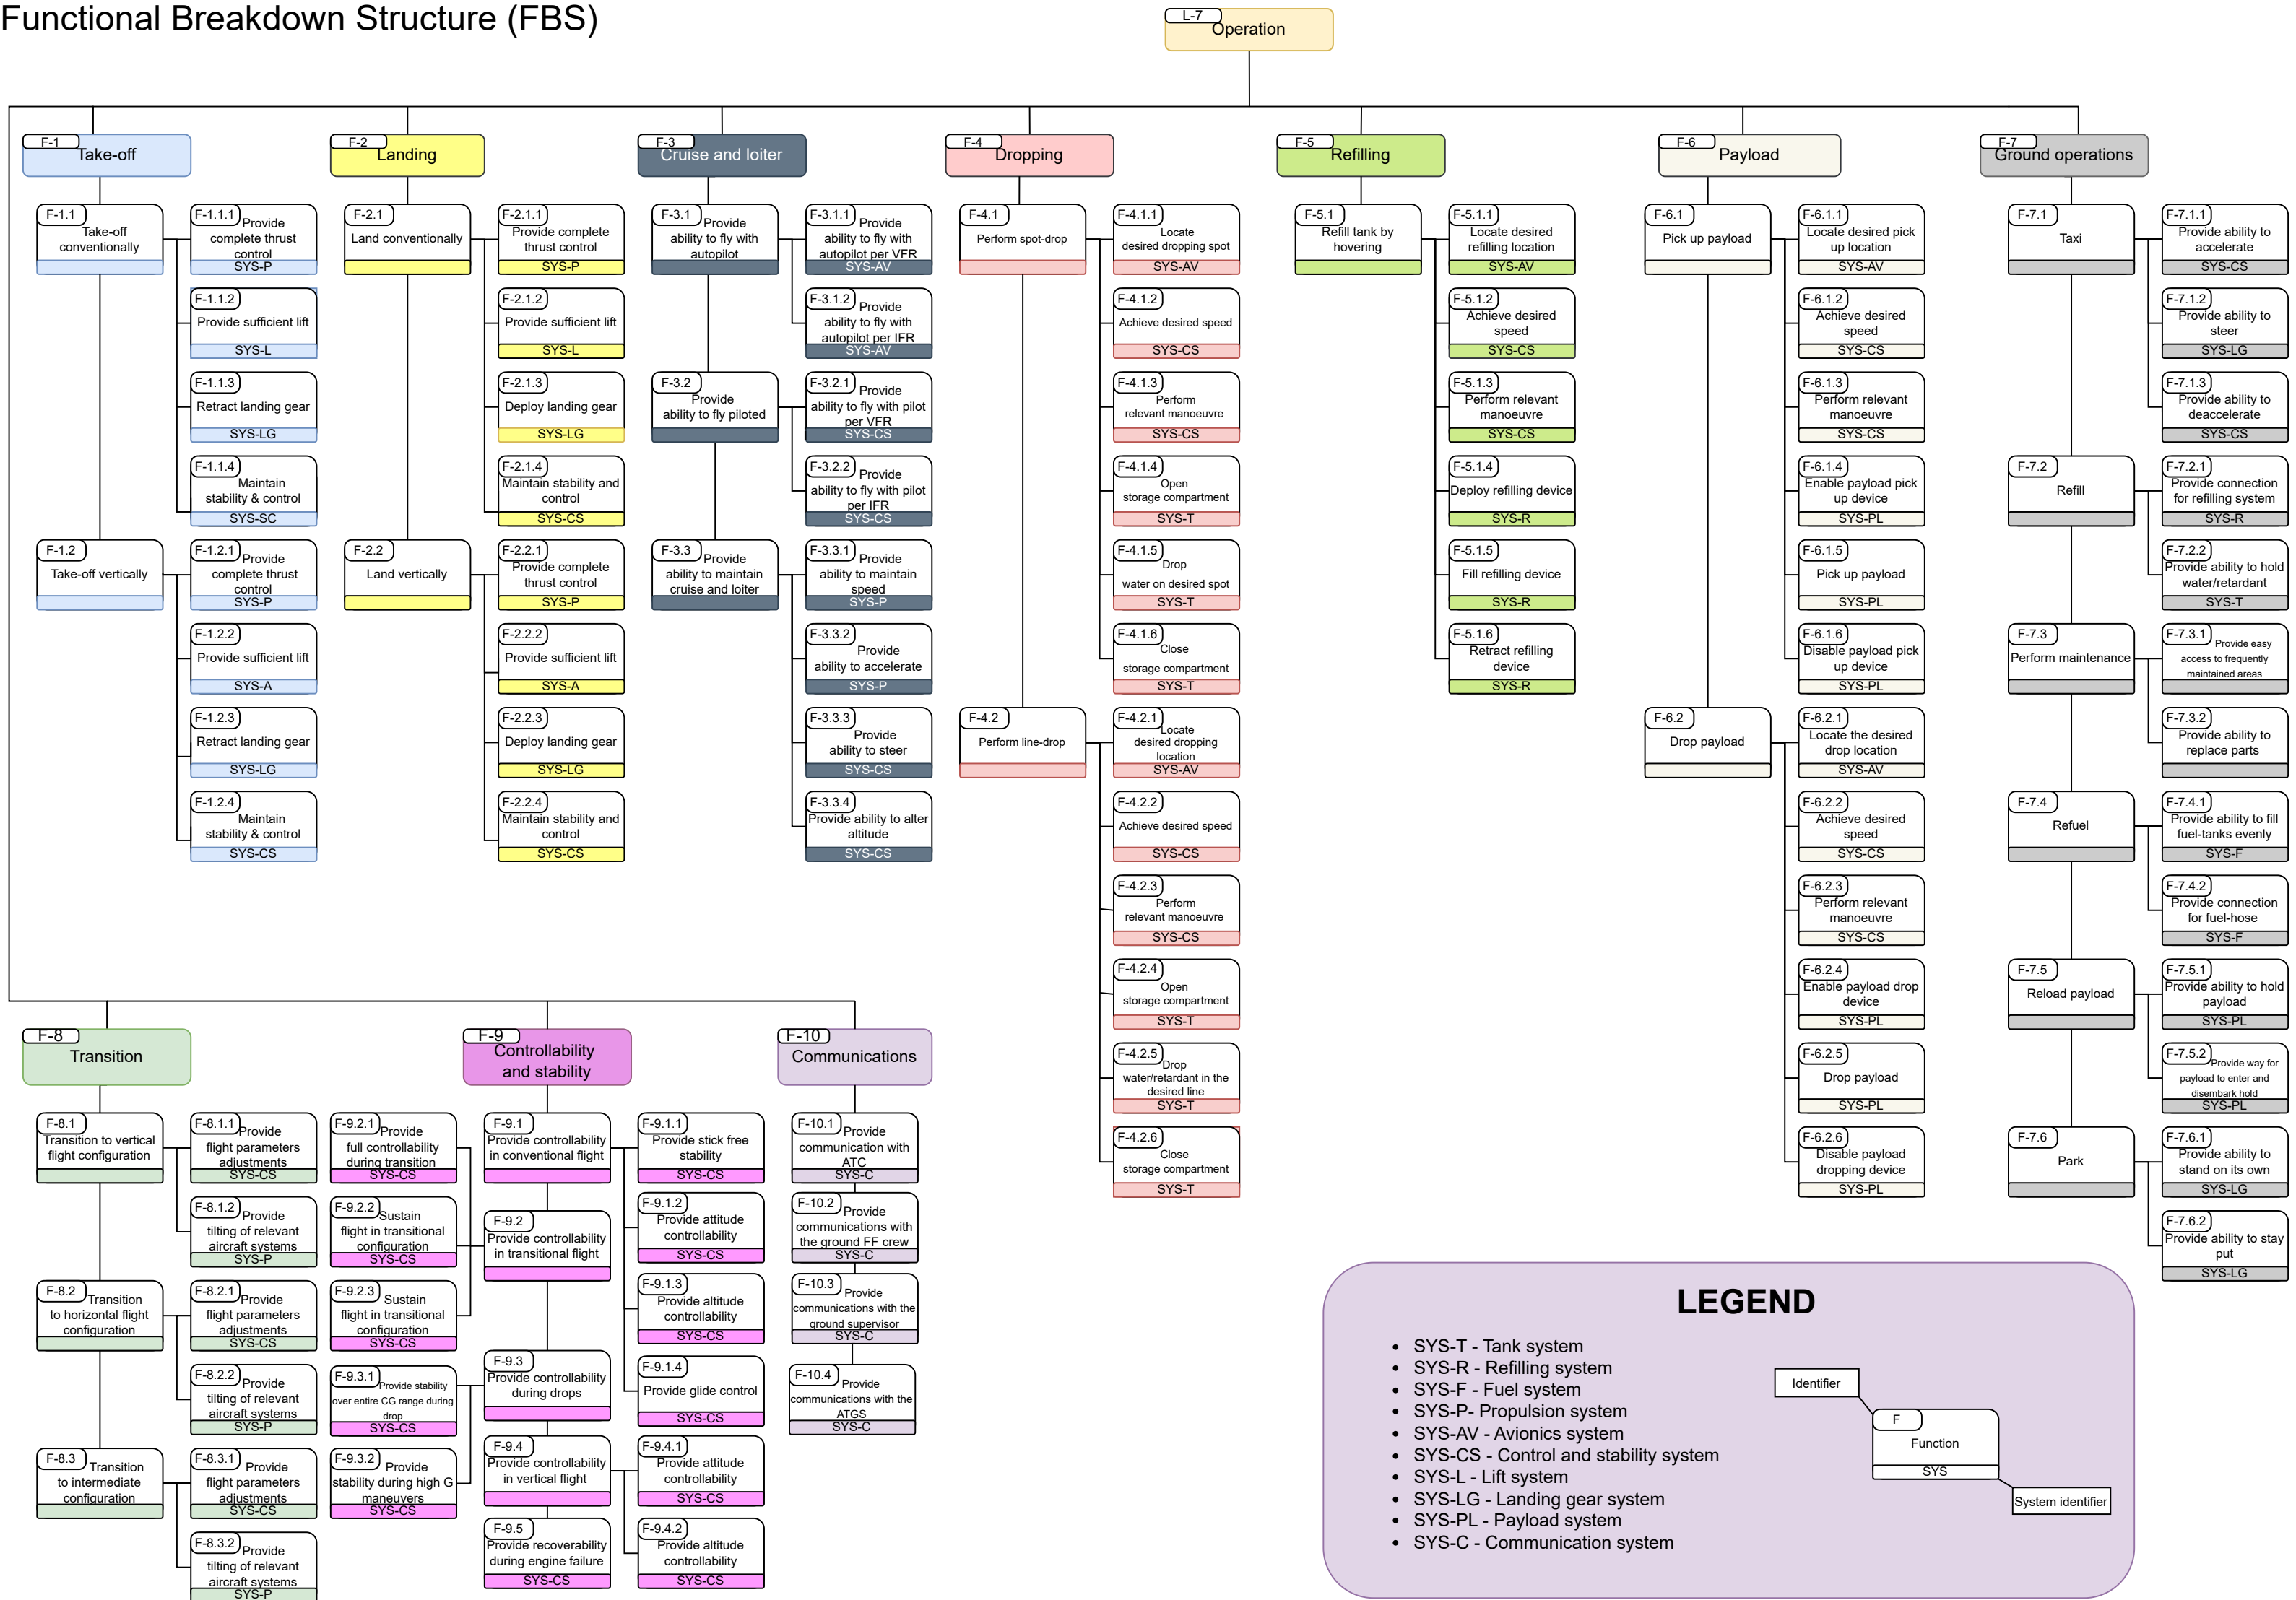 Functional Breakdown Structure (FBS)
L-7
Operation
F-1
Take-off
F-1.1
Take-off
conventionally
F-1.1.1
Provide
complete thrust
control
SYS-P
F-1.1.2
Provide sufficient lift
SYS-L
F-1.1.3
Retract landing gear
SYS-LG
F-1.1.4
Maintain
stability & control
SYS-SC
F-1.2
Take-off vertically
F-1.2.1
Provide
complete thrust
control
SYS-P
F-1.2.2
Provide sufficient lift
SYS-A
F-1.2.3
Retract landing gear
SYS-LG
F-1.2.4
Maintain
stability & control
SYS-CS
F-2
Landing
F-2.1
Land conventionally
F-2.1.1
Provide complete
thrust control
SYS-P
F-2.1.2
Provide sufficient lift
SYS-L
F-2.1.3
Deploy landing gear
SYS-LG
F-2.1.4
Maintain stability and
control
SYS-CS
F-2.2
Land vertically
F-2.2.1
Provide complete
thrust control
SYS-P
F-2.2.2
Provide sufficient lift
SYS-A
F-2.2.3
Deploy landing gear
SYS-LG
F-2.2.4
Maintain stability and
control
SYS-CS
F-3
Cruise and loiter
F-3.1
Provide
ability to fly with
autopilot
F-3.1.1
Provide
ability to fly with
autopilot per VFR
SYS-AV
F-3.1.2
Provide
ability to fly with
autopilot per IFR
SYS-AV
F-3.2
Provide
ability to fly piloted
F-3.2.1
Provide
ability to fly with pilot
per VFR
SYS-CS
F-3.2.2
Provide
ability to fly with pilot
per IFR
SYS-CS
F-3.3
Provide
ability to maintain
cruise and loiter
F-3.3.1
Provide
ability to maintain
speed
SYS-P
F-3.3.2
Provide
ability to accelerate
SYS-P
F-3.3.3
Provide
ability to steer
SYS-CS
F-3.3.4
Provide ability to alter
altitude
SYS-CS
F-4
Dropping
F-4.1
Perform spot-drop
F-4.1.1
Locate
desired dropping spot
SYS-AV
F-4.1.2
Achieve desired speed
SYS-CS
F-4.1.3
Perform
relevant manoeuvre
SYS-CS
F-4.1.4
Open
storage compartment
SYS-T
F-4.1.5
Drop
water on desired spot
SYS-T
F-4.1.6
Close
storage compartment
SYS-T
F-4.2
Perform line-drop
F-4.2.1
Locate
desired dropping
location
SYS-AV
F-4.2.2
Achieve desired speed
SYS-CS
F-4.2.3
Perform
relevant manoeuvre
SYS-CS
F-4.2.4
Open
storage compartment
SYS-T
F-4.2.5
Drop
water/retardant in the
desired line
SYS-T
F-4.2.6
Close
storage compartment
SYS-T
F-5
Refilling
F-5.1
Refill tank by
hovering
F-5.1.1
Locate desired
refilling location
SYS-AV
F-5.1.2
Achieve desired
speed
SYS-CS
F-5.1.3
Perform relevant
manoeuvre
SYS-CS
F-5.1.4
Deploy refilling device
SYS-R
F-5.1.5
Fill refilling device
SYS-R
F-5.1.6
Retract refilling
device
SYS-R
F-6
Payload
F-6.1
Pick up payload
F-6.1.1
Locate desired pick
up location
SYS-AV
F-6.1.2
Achieve desired
speed
SYS-CS
F-6.1.3
Perform relevant
manoeuvre
SYS-CS
F-6.1.4
Enable payload pick
up device
SYS-PL
F-6.1.5
Pick up payload
SYS-PL
F-6.1.6
Disable payload pick
up device
SYS-PL
F-6.2
Drop payload
F-6.2.1
Locate the desired
drop location
SYS-AV
F-6.2.2
Achieve desired
speed
SYS-CS
F-6.2.3
Perform relevant
manoeuvre
SYS-CS
F-6.2.4
Enable payload drop
device
SYS-PL
F-6.2.5
Drop payload
SYS-PL
F-6.2.6
Disable payload
dropping device
SYS-PL
F-7
Ground operations
F-7.1
Taxi
F-7.1.1
Provide ability to
accelerate
SYS-CS
F-7.1.2
Provide ability to
steer
SYS-LG
F-7.1.3
Provide ability to
deaccelerate
SYS-CS
F-7.2
Refill
F-7.2.1
Provide connection
for refilling system
SYS-R
F-7.2.2
Provide ability to hold
water/retardant
SYS-T
F-7.3
Perform maintenance
F-7.3.1
Provide easy
access to frequently
maintained areas
F-7.3.2
Provide ability to
replace parts
F-7.4
Refuel
F-7.4.1
Provide ability to fill
fuel-tanks evenly
SYS-F
F-7.4.2
Provide connection
for fuel-hose
SYS-F
F-7.5
Reload payload
F-7.5.1
Provide ability to hold
payload
SYS-PL
F-7.5.2
Provide way for
payload to enter and
disembark hold
SYS-PL
F-7.6
Park
F-7.6.1
Provide ability to
stand on its own
SYS-LG
F-7.6.2
Provide ability to stay
put
SYS-LG
F-8
Transition
F-8.1
Transition to vertical
flight configuration
F-8.1.1
Provide
flight parameters
adjustments
SYS-CS
F-8.1.2
Provide
tilting of relevant
aircraft systems
SYS-P
F-8.2
Transition
to horizontal flight
configuration
F-8.2.1
Provide
flight parameters
adjustments
SYS-CS
F-8.2.2
Provide
tilting of relevant
aircraft systems
SYS-P
F-8.3
Transition
to intermediate
configuration
F-8.3.1
Provide
flight parameters
adjustments
SYS-CS
F-8.3.2
Provide
tilting of relevant
aircraft systems
SYS-P
F-9
Controllability
and stability
F-9.1
Provide controllability
in conventional flight
F-9.1.1
Provide stick free
stability
SYS-CS
F-9.1.2
Provide attitude
controllability
SYS-CS
F-9.1.3
Provide altitude
controllability
SYS-CS
F-9.1.4
Provide glide control
SYS-CS
F-9.2
Provide controllability
in transitional flight
F-9.2.1
Provide
full controllability
during transition
SYS-CS
F-9.2.2
Sustain
flight in transitional
configuration
SYS-CS
F-9.2.3
Sustain
flight in transitional
configuration
SYS-CS
F-9.3
Provide controllability
during drops
F-9.3.1
Provide stability
over entire CG range during
drop
SYS-CS
F-9.3.2
Provide
stability during high G
maneuvers
SYS-CS
F-9.4
Provide controllability
in vertical flight
F-9.4.1
Provide attitude
controllability
SYS-CS
F-9.4.2
Provide altitude
controllability
SYS-CS
F-9.5
Provide recoverability
during engine failure
SYS-CS
F-10
Communications
F-10.1
Provide
communication with
ATC
SYS-C
F-10.2
Provide
communications with
the ground FF crew
SYS-C
F-10.3
Provide
communications with the
ground supervisor
SYS-C
F-10.4
Provide
communications with the
ATGS
SYS-C
LEGEND
• SYS-T - Tank system
• SYS-R - Refilling system
• SYS-F - Fuel system
• SYS-P- Propulsion system
• SYS-AV - Avionics system
• SYS-CS - Control and stability system
• SYS-L - Lift system
• SYS-LG - Landing gear system
• SYS-PL - Payload system
• SYS-C - Communication system
Identifier
F
Function
SYS
System identifier